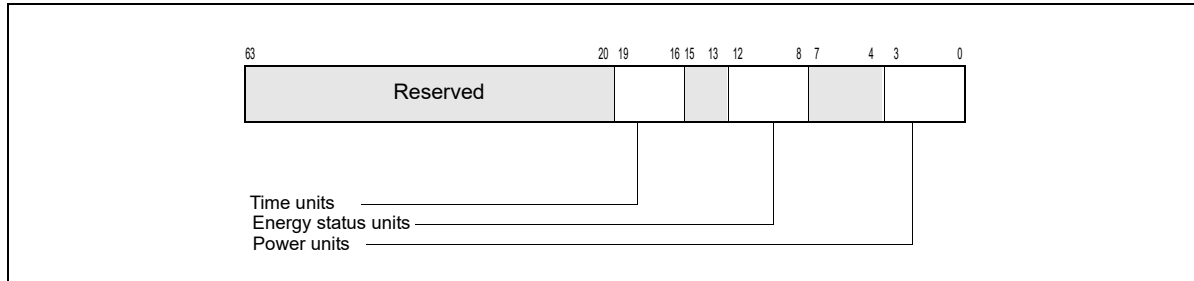 63 20 19 16 15 13 12 8 7 4 3 0
Reserved
Time units
Energy status units
Power units